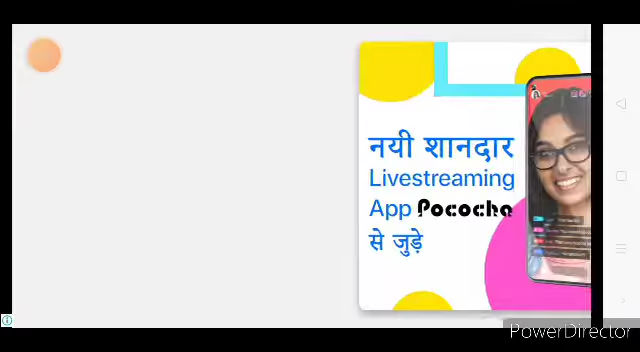 नयी शानदार
Livestreaming
App Pococha
से जुड़े
PowerDirector